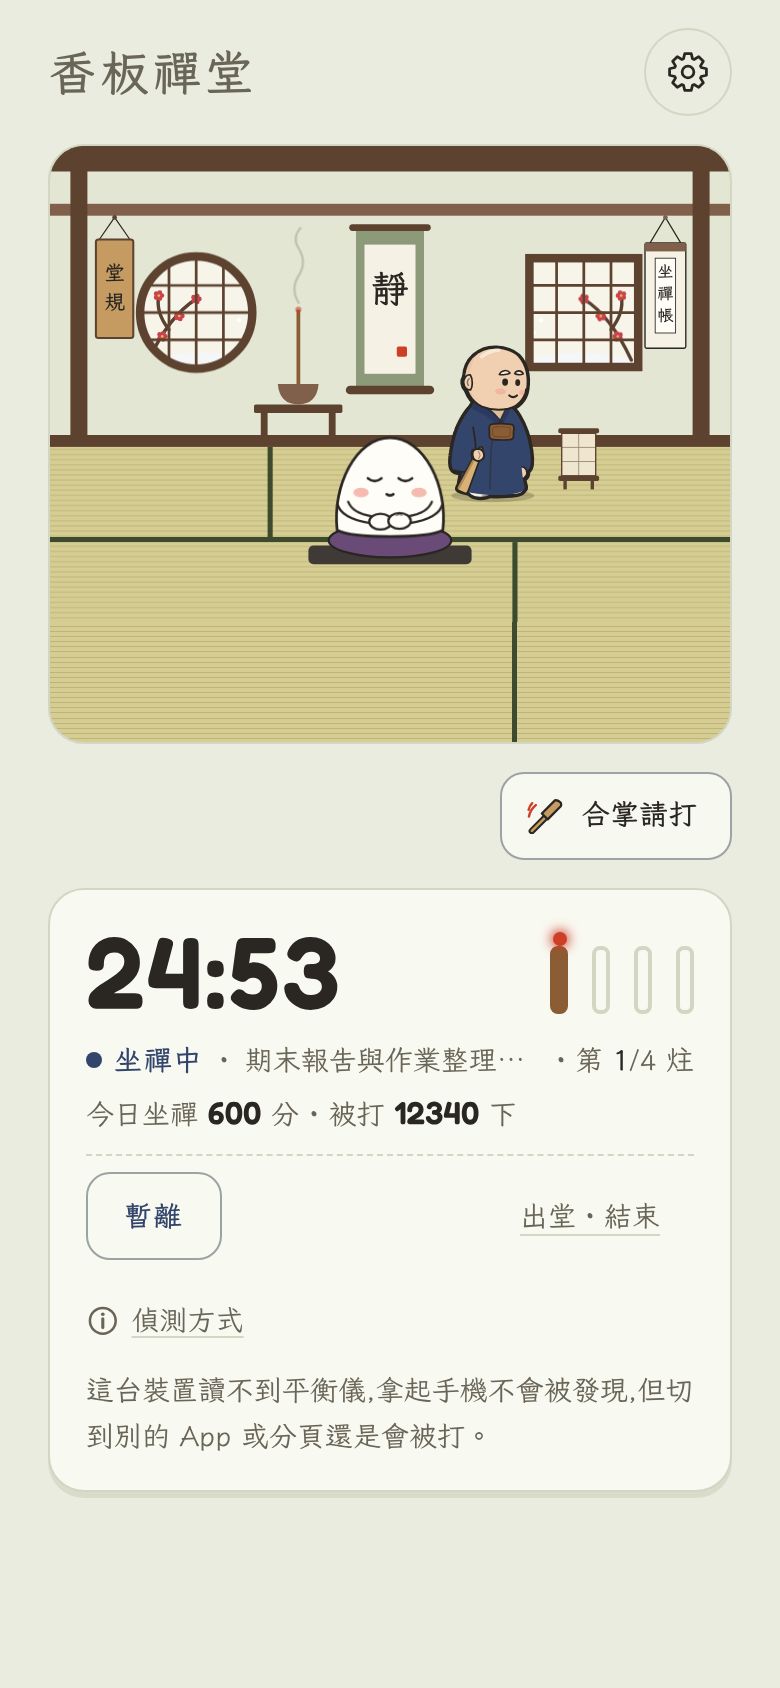 香板禪堂
堂規
靜
坐禪帳
合掌請打
24:53
坐禪中 · 期末報告與作業整理… · 第 1/4 炷
今日坐禪 600 分 · 被打 12340 下
暫離
出堂 · 結束
偵測方式
這台裝置讀不到平衡儀,拿起手機不會被發現,但切
到別的 App 或分頁還是會被打。